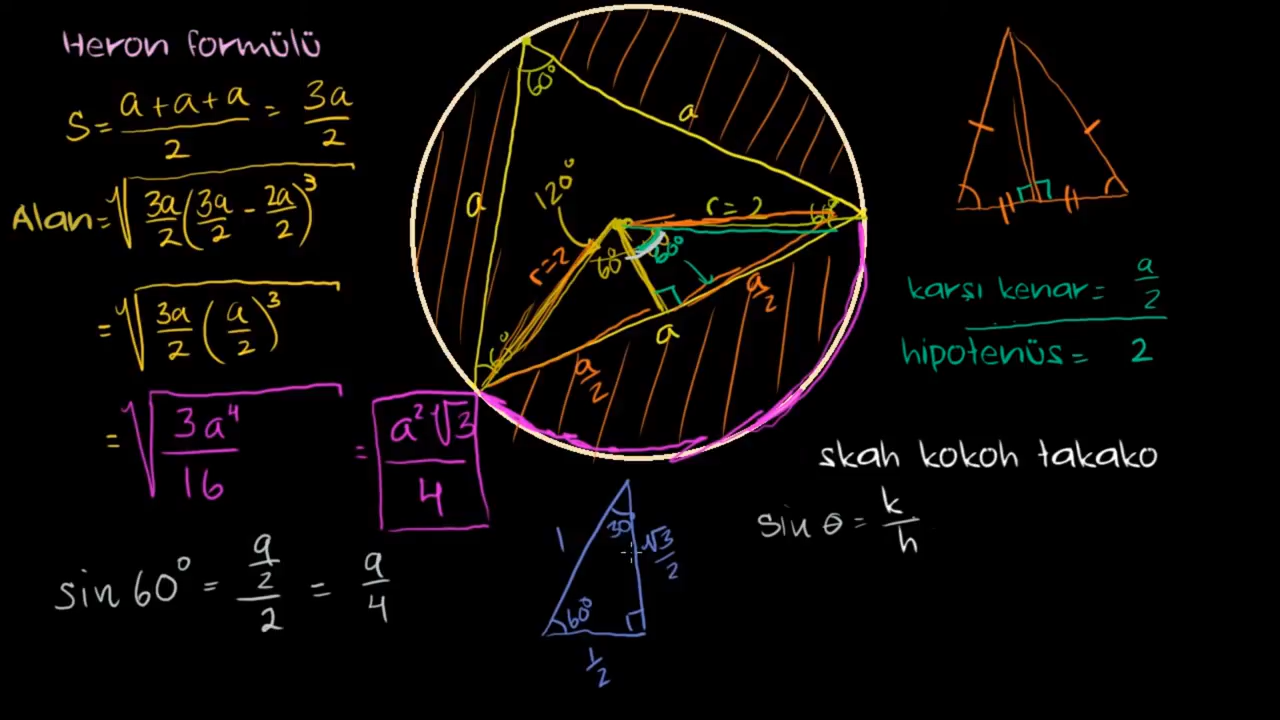 Heron formülü
S = a + a + a / 2 = 3a / 2
Alan = √(3a/2 (3a/2 - 2a/2)³)
= √(3a/2 (a/2)³)
= √(3a⁴/16) = a²√3 / 4
sin 60° = a/2 / 2 = a/4
60°
a
a
120°
r = 2
60°
r = 2
60°
60°
a/2
a
60°
a/2
1
30
√3/2
60°
1/2
karşı kenar = a/2
hipotenüs = 2
skah kokoh takako
sin θ = k/h